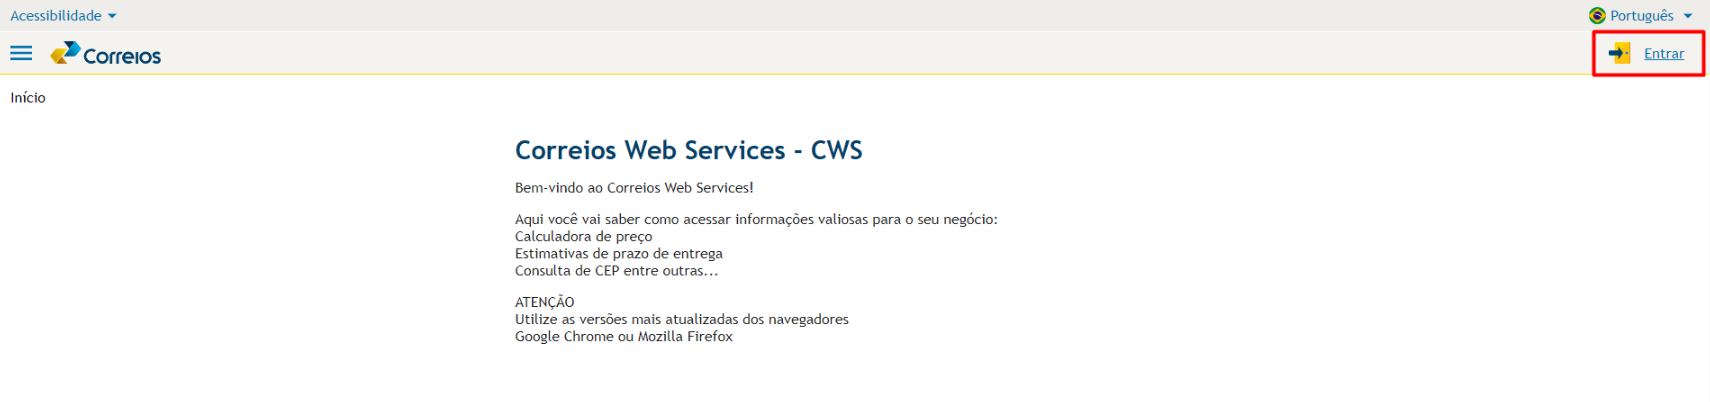 Acessibilidade
Português
Correios
Entrar
Início
Correios Web Services - CWS
Bem-vindo ao Correios Web Services!
Aqui você vai saber como acessar informações valiosas para o seu negócio:
Calculadora de preço
Estimativas de prazo de entrega
Consulta de CEP entre outras...
ATENÇÃO
Utilize as versões mais atualizadas dos navegadores
Google Chrome ou Mozilla Firefox